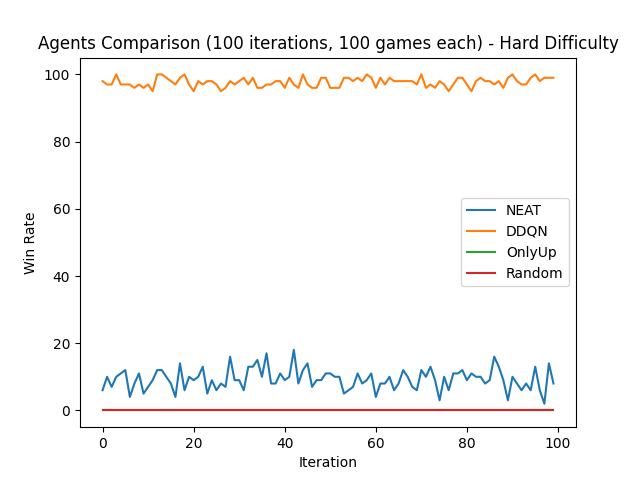 Agents Comparison (100 iterations, 100 games each) - Hard Difficulty
Win Rate
100
80
60
40
20
0
NEAT
DDQN
OnlyUp
Random
0 20 40 60 80 100
Iteration